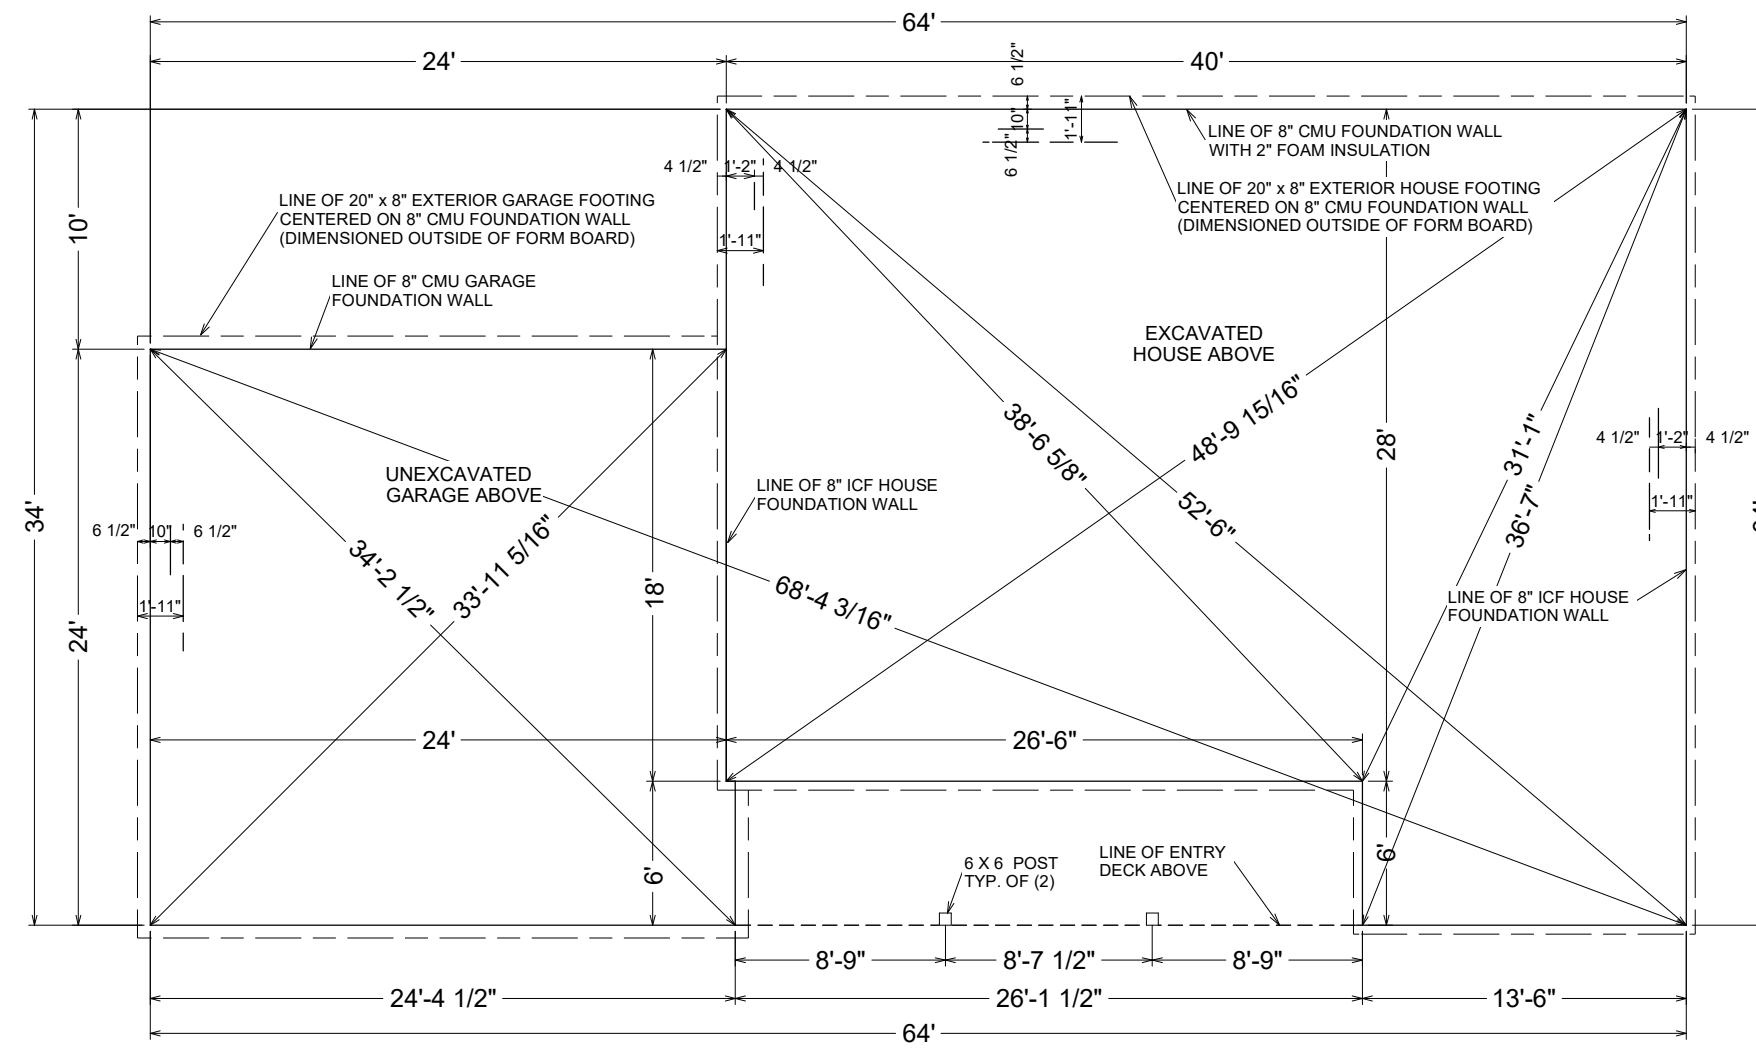 64'
24'
40'
6 1/2"
10"
1'-11"
6 1/2"
LINE OF 8" CMU FOUNDATION WALL
WITH 2" FOAM INSULATION
4 1/2"
1'-2"
4 1/2"
1'-11"
LINE OF 20" x 8" EXTERIOR GARAGE FOOTING
CENTERED ON 8" CMU FOUNDATION WALL
(DIMENSIONED OUTSIDE OF FORM BOARD)
LINE OF 20" x 8" EXTERIOR HOUSE FOOTING
CENTERED ON 8" CMU FOUNDATION WALL
(DIMENSIONED OUTSIDE OF FORM BOARD)
10'
LINE OF 8" CMU GARAGE
FOUNDATION WALL
EXCAVATED
HOUSE ABOVE
38'-6 5/8"
48'-9 15/16"
52'-6"
28'
31'-1"
36'-7"
4 1/2"
1'-2"
4 1/2"
1'-11"
UNEXCAVATED
GARAGE ABOVE
LINE OF 8" ICF HOUSE
FOUNDATION WALL
34'
6 1/2"
10"
6 1/2"
1'-11"
34'-2 1/2"
33'-11 5/16"
18'
68'-4 3/16"
LINE OF 8" ICF HOUSE
FOUNDATION WALL
24'
24'
26'-6"
6'
6 X 6 POST
TYP. OF (2)
LINE OF ENTRY
DECK ABOVE
6'
8'-9"
8'-7 1/2"
8'-9"
24'-4 1/2"
26'-1 1/2"
13'-6"
64'